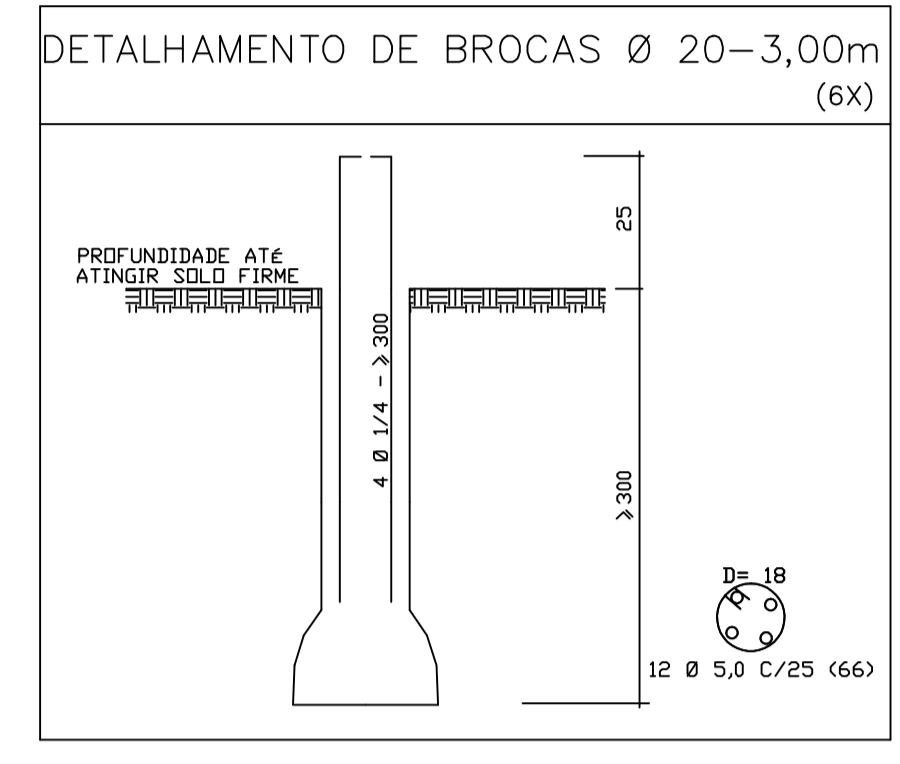 DETALHAMENTO DE BROCAS Ø 20-3,00m
(6X)
25
PROFUNDIDADE ATÉ
ATINGIR SOLO FIRME
4 Ø 1/4 - ⩾300
⩾300
D= 18
12 Ø 5,0 C/25 (66)